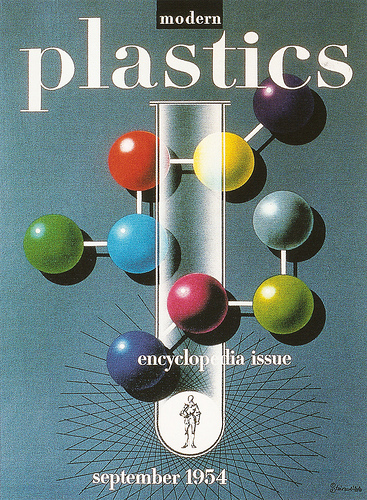 modern
plastics
encyclopedia issue
september 1954